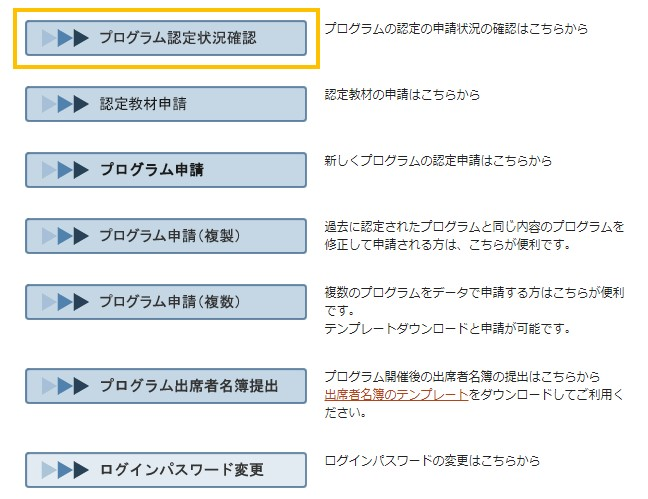 プログラム認定状況確認
プログラムの認定の申請状況の確認はこちらから
認定教材申請
認定教材の申請はこちらから
プログラム申請
新しくプログラムの認定申請はこちらから
プログラム申請(複製)
過去に認定されたプログラムと同じ内容のプログラムを
修正して申請される方は、こちらが便利です。
プログラム申請(複数)
複数のプログラムをデータで申請する方はこちらが便利
です。
テンプレートダウンロードと申請が可能です。
プログラム出席者名簿提出
プログラム開催後の出席者名簿の提出はこちらから
出席者名簿のテンプレートをダウンロードしてご利用く
ださい。
ログインパスワード変更
ログインパスワードの変更はこちらから